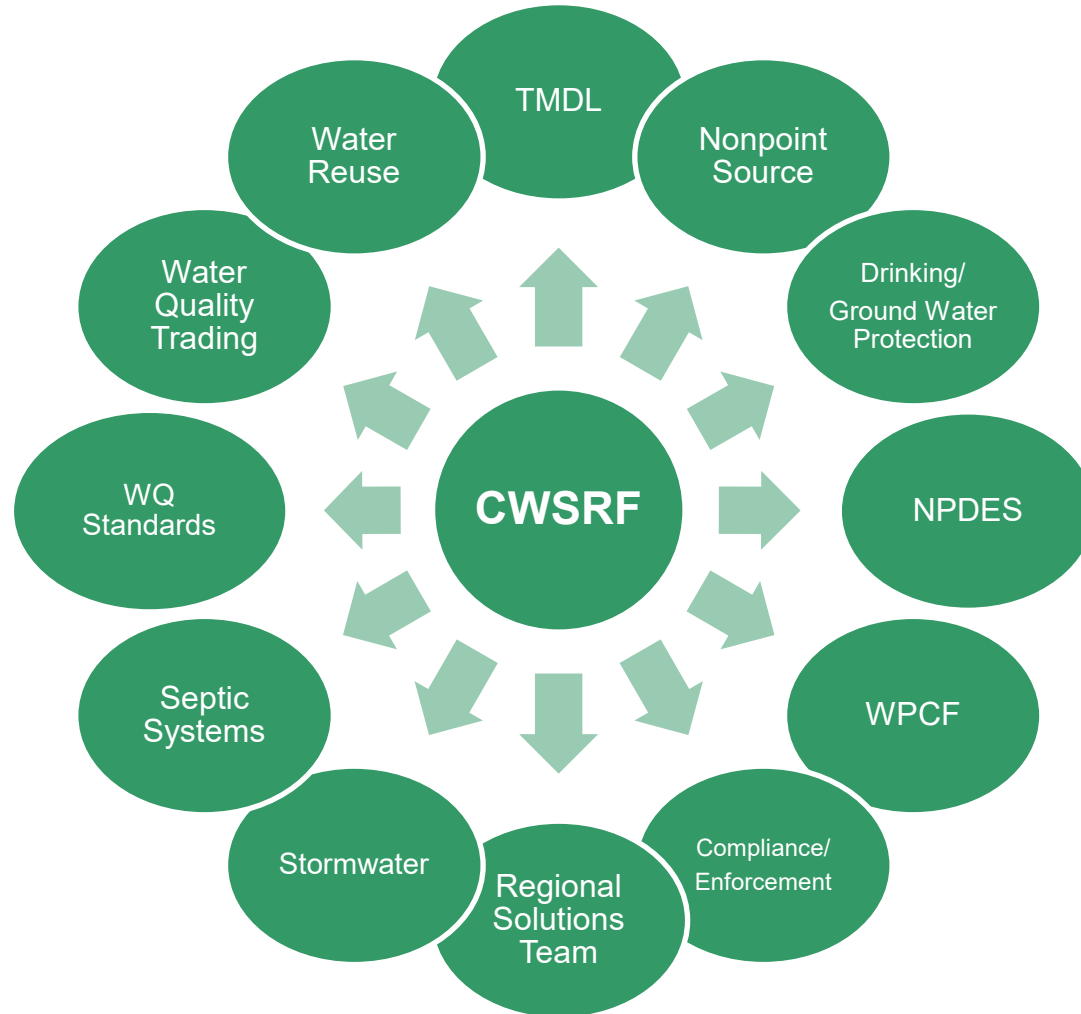 TMDL
Nonpoint
Source
Drinking/
Ground Water
Protection
NPDES
WPCF
Compliance/
Enforcement
Regional
Solutions
Team
Stormwater
Septic
Systems
WQ
Standards
Water
Quality
Trading
Water
Reuse
CWSRF